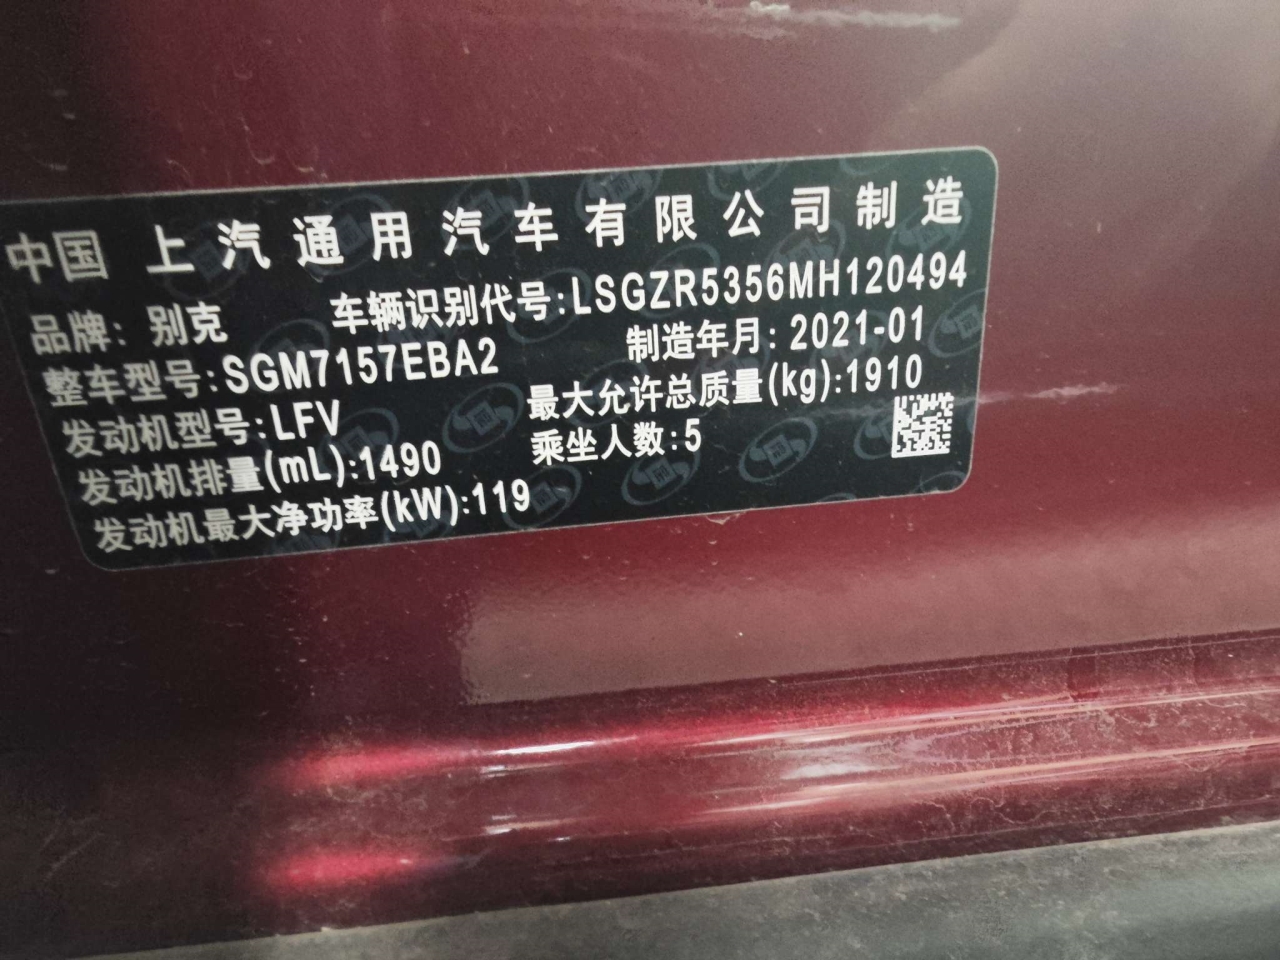 中国 上汽通用汽车有限公司制造
品牌：别克 车辆识别代号：LSGZR5356MH120494
整车型号：SGM7157EBA2 制造年月：2021-01
发动机型号：LFV 最大允许总质量(kg)：1910
发动机排量(mL)：1490 乘坐人数：5
发动机最大净功率(kW)：119